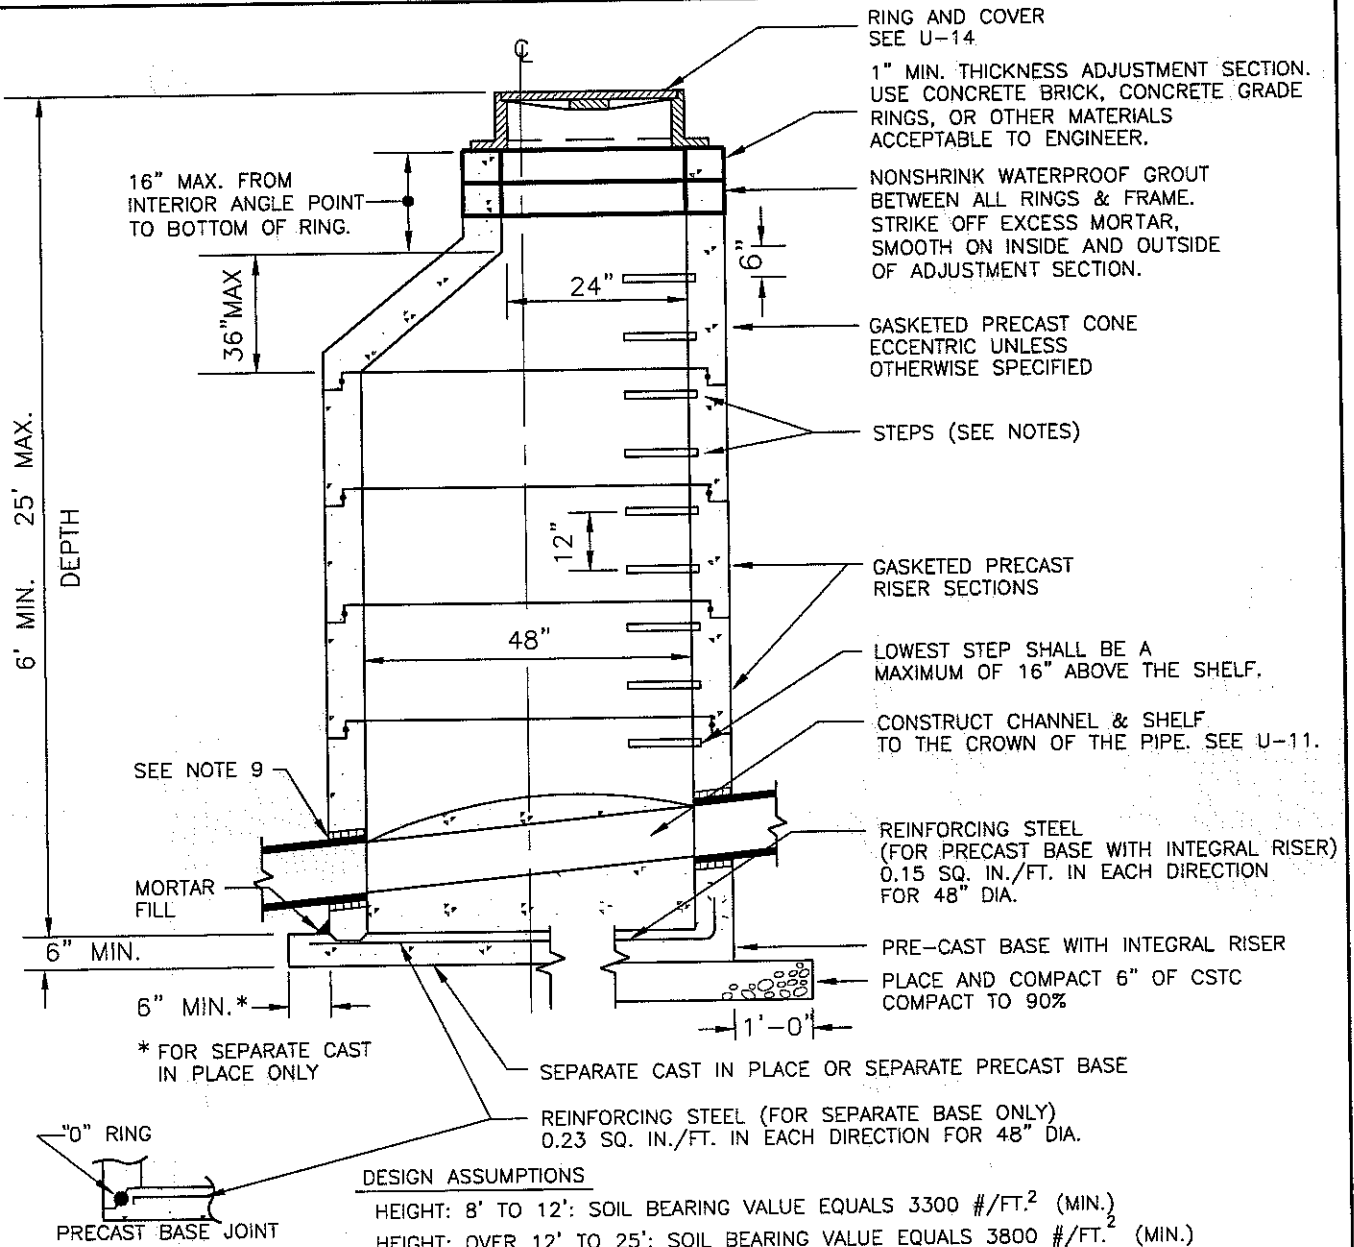 RING AND COVER
SEE U-14
℄
1" MIN. THICKNESS ADJUSTMENT SECTION.
USE CONCRETE BRICK, CONCRETE GRADE
RINGS, OR OTHER MATERIALS
ACCEPTABLE TO ENGINEER.
16" MAX. FROM
INTERIOR ANGLE POINT
TO BOTTOM OF RING.
NONSHRINK WATERPROOF GROUT
BETWEEN ALL RINGS & FRAME.
STRIKE OFF EXCESS MORTAR,
SMOOTH ON INSIDE AND OUTSIDE
OF ADJUSTMENT SECTION.
6"
24"
36"MAX
GASKETED PRECAST CONE
ECCENTRIC UNLESS
OTHERWISE SPECIFIED
STEPS (SEE NOTES)
6' MIN. 25' MAX.
DEPTH
12"
GASKETED PRECAST
RISER SECTIONS
48"
LOWEST STEP SHALL BE A
MAXIMUM OF 16" ABOVE THE SHELF.
CONSTRUCT CHANNEL & SHELF
TO THE CROWN OF THE PIPE. SEE U-11.
SEE NOTE 9
REINFORCING STEEL
(FOR PRECAST BASE WITH INTEGRAL RISER)
0.15 SQ. IN./FT. IN EACH DIRECTION
FOR 48" DIA.
MORTAR
FILL
6" MIN.
PRE-CAST BASE WITH INTEGRAL RISER
PLACE AND COMPACT 6" OF CSTC
COMPACT TO 90%
6" MIN.*
1'-0"
* FOR SEPARATE CAST
IN PLACE ONLY
SEPARATE CAST IN PLACE OR SEPARATE PRECAST BASE
REINFORCING STEEL (FOR SEPARATE BASE ONLY)
0.23 SQ. IN./FT. IN EACH DIRECTION FOR 48" DIA.
"O" RING
PRECAST BASE JOINT
DESIGN ASSUMPTIONS
HEIGHT: 8' TO 12': SOIL BEARING VALUE EQUALS 3300 #/FT.² (MIN.)
HEIGHT: OVER 12' TO 25': SOIL BEARING VALUE EQUALS 3800 #/FT.² (MIN.)